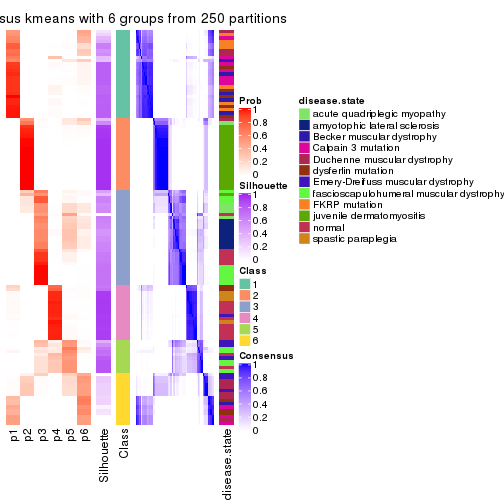 sus kmeans with 6 groups from 250 partitions
Prob
1
0.8
0.6
0.4
0.2
0
Silhouette
1
0.8
0.6
0.4
0.2
0
Class
1
2
3
4
5
6
Consensus
1
0.8
0.6
0.4
0.2
0
disease.state
acute quadriplegic myopathy
amyotophic lateral sclerosis
Becker muscular dystrophy
Calpain 3 mutation
Duchenne muscular dystrophy
dysferlin mutation
Emery-Dreifuss muscular dystrophy
fascioscapulohumeral muscular dystrophy
FKRP mutation
juvenile dermatomyositis
normal
spastic paraplegia
p1
p2
p3
p4
p5
p6
Silhouette
Class
disease.state